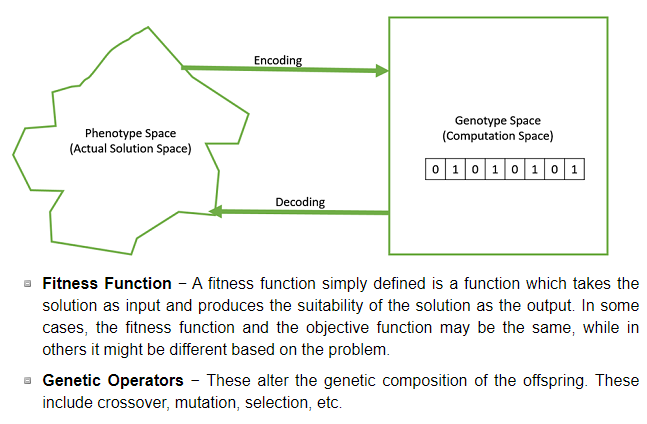 Encoding
Phenotype Space
(Actual Solution Space)
Genotype Space
(Computation Space)
0 1 0 1 0 1 0 1
Decoding
Fitness Function − A fitness function simply defined is a function which takes the
solution as input and produces the suitability of the solution as the output. In some
cases, the fitness function and the objective function may be the same, while in
others it might be different based on the problem.
Genetic Operators − These alter the genetic composition of the offspring. These
include crossover, mutation, selection, etc.